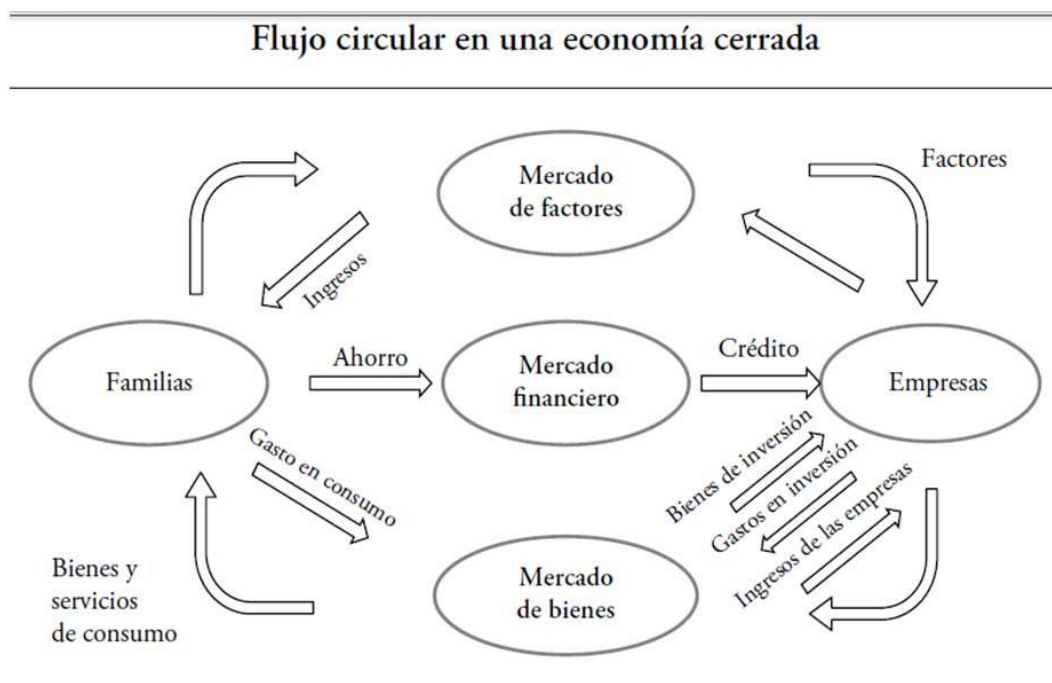 Flujo circular en una economía cerrada
Mercado
de factores
Factores
Ingresos
Familias
Ahorro
Mercado
financiero
Crédito
Empresas
Gasto en consumo
Bienes de inversión
Gastos en inversión
Ingresos de las empresas
Bienes y
servicios
de consumo
Mercado
de bienes